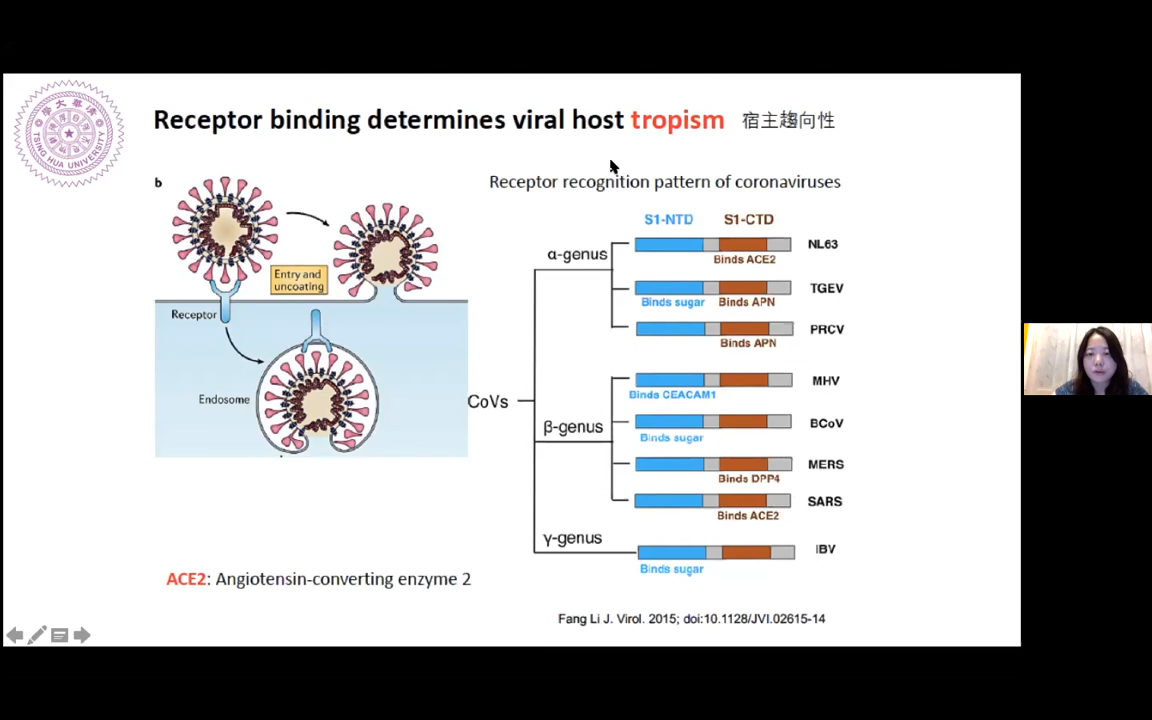 Receptor binding determines viral host tropism 宿主趨向性
TSING HUA UNIVERSITY
b
Entry and
uncoating
Receptor
Endosome
ACE2: Angiotensin-converting enzyme 2
Receptor recognition pattern of coronaviruses
S1-NTD S1-CTD
CoVs
α-genus
NL63
Binds ACE2
TGEV
Binds sugar Binds APN
PRCV
Binds APN
β-genus
MHV
Binds CEACAM1
BCoV
Binds sugar
MERS
Binds DPP4
SARS
Binds ACE2
γ-genus
IBV
Binds sugar
Fang Li J. Virol. 2015; doi:10.1128/JVI.02615-14